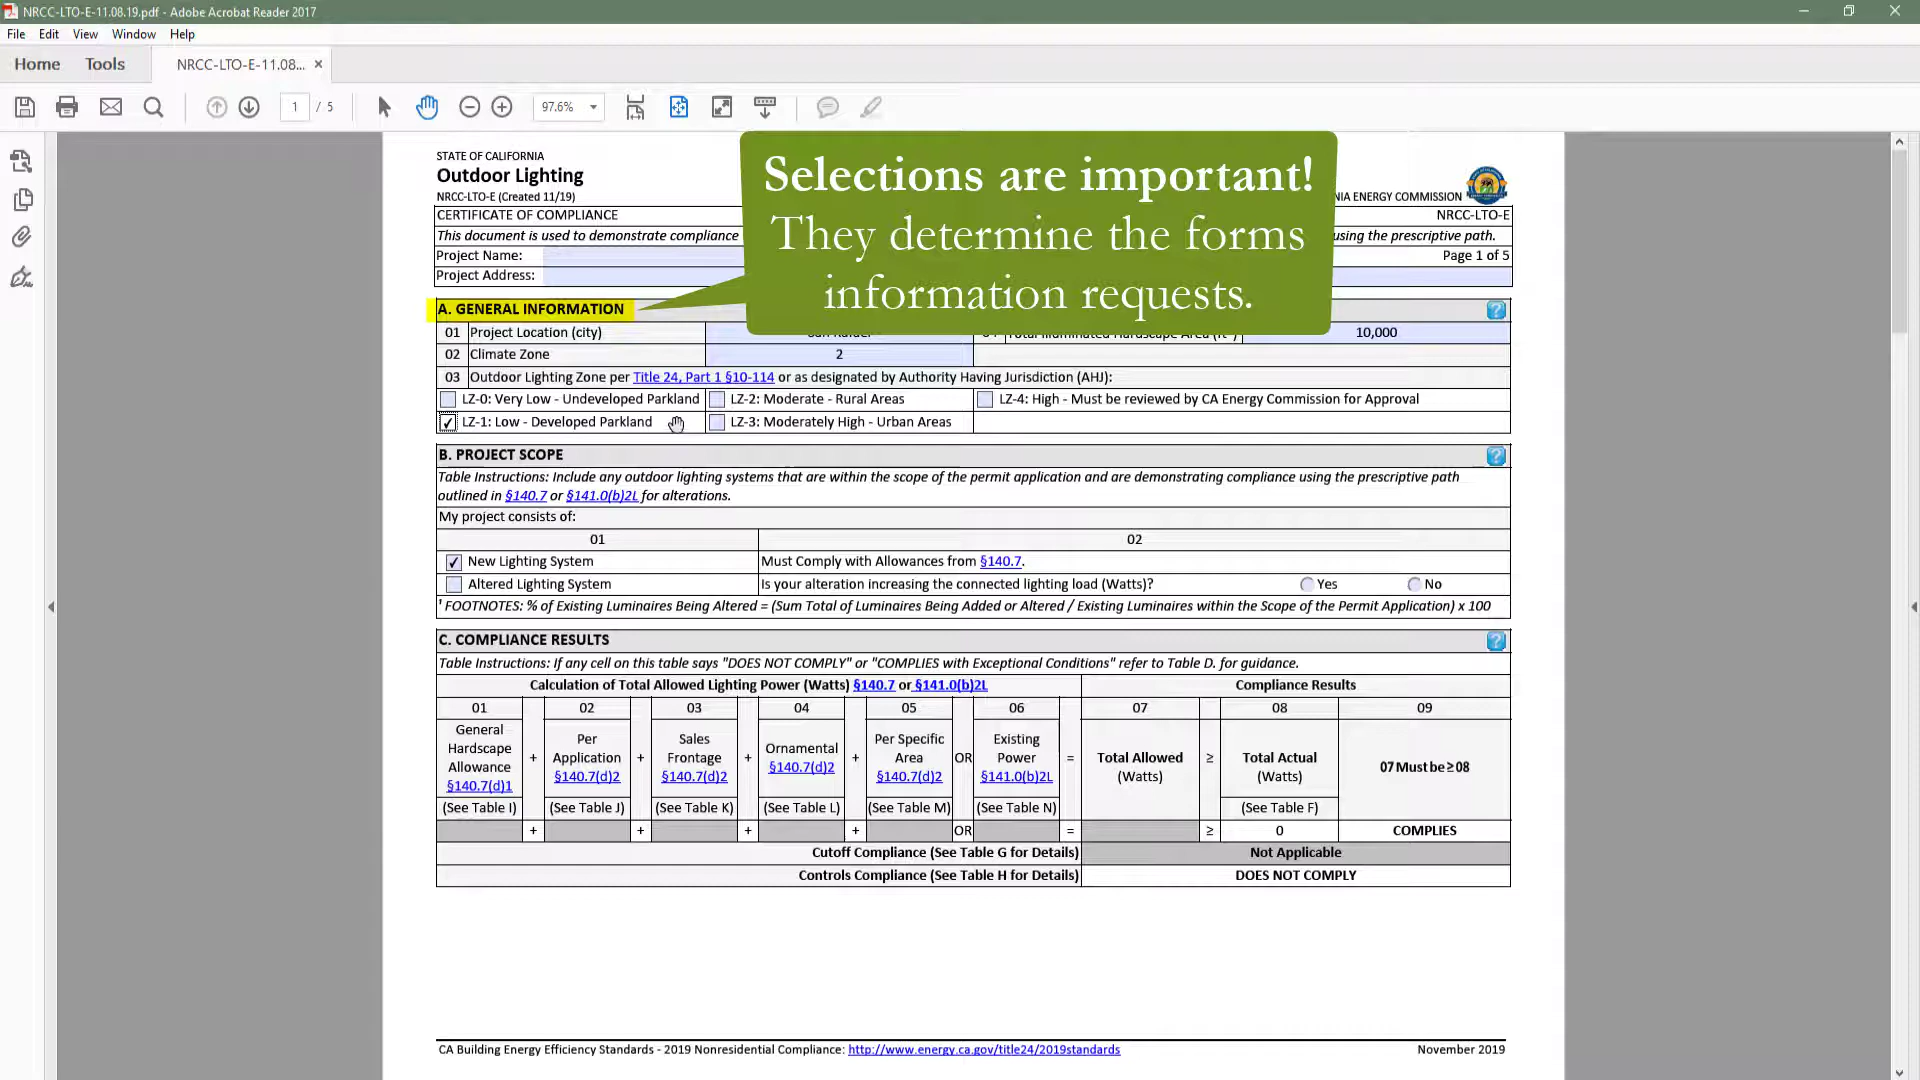 NRCC-LTO-E-11.08.19.pdf - Adobe Acrobat Reader 2017
File Edit View Window Help
Home Tools NRCC-LTO-E-11.08... ×
1 / 5 97.6%
STATE OF CALIFORNIA
Outdoor Lighting
NRCC-LTO-E (Created 11/19) NIA ENERGY COMMISSION
CERTIFICATE OF COMPLIANCE NRCC-LTO-E
This document is used to demonstrate compliance using the prescriptive path.
Project Name: Page 1 of 5
Project Address:
Selections are important!
They determine the forms
information requests.
A. GENERAL INFORMATION
01 Project Location (city) 10,000
02 Climate Zone 2
03 Outdoor Lighting Zone per Title 24, Part 1 §10-114 or as designated by Authority Having Jurisdiction (AHJ):
LZ-0: Very Low - Undeveloped Parkland LZ-2: Moderate - Rural Areas LZ-4: High - Must be reviewed by CA Energy Commission for Approval
LZ-1: Low - Developed Parkland LZ-3: Moderately High - Urban Areas
B. PROJECT SCOPE
Table Instructions: Include any outdoor lighting systems that are within the scope of the permit application and are demonstrating compliance using the prescriptive path
outlined in §140.7 or §141.0(b)2L for alterations.
My project consists of:
01 02
New Lighting System Must Comply with Allowances from §140.7.
Altered Lighting System Is your alteration increasing the connected lighting load (Watts)? Yes No
¹ FOOTNOTES: % of Existing Luminaires Being Altered = (Sum Total of Luminaires Being Added or Altered / Existing Luminaires within the Scope of the Permit Application) x 100
C. COMPLIANCE RESULTS
Table Instructions: If any cell on this table says "DOES NOT COMPLY" or "COMPLIES with Exceptional Conditions" refer to Table D. for guidance.
Calculation of Total Allowed Lighting Power (Watts) §140.7 or §141.0(b)2L Compliance Results
01 02 03 04 05 06 07 08 09
General Hardscape Allowance §140.7(d)1 + Per Application §140.7(d)2 + Sales Frontage §140.7(d)2 + Ornamental §140.7(d)2 + Per Specific Area §140.7(d)2 OR Existing Power §141.0(b)2L = Total Allowed (Watts) ≥ Total Actual (Watts) 07 Must be ≥ 08
(See Table I) (See Table J) (See Table K) (See Table L) (See Table M) (See Table N) (See Table F)
+ + + + OR = ≥ 0 COMPLIES
Cutoff Compliance (See Table G for Details) Not Applicable
Controls Compliance (See Table H for Details) DOES NOT COMPLY
CA Building Energy Efficiency Standards - 2019 Nonresidential Compliance: http://www.energy.ca.gov/title24/2019standards November 2019